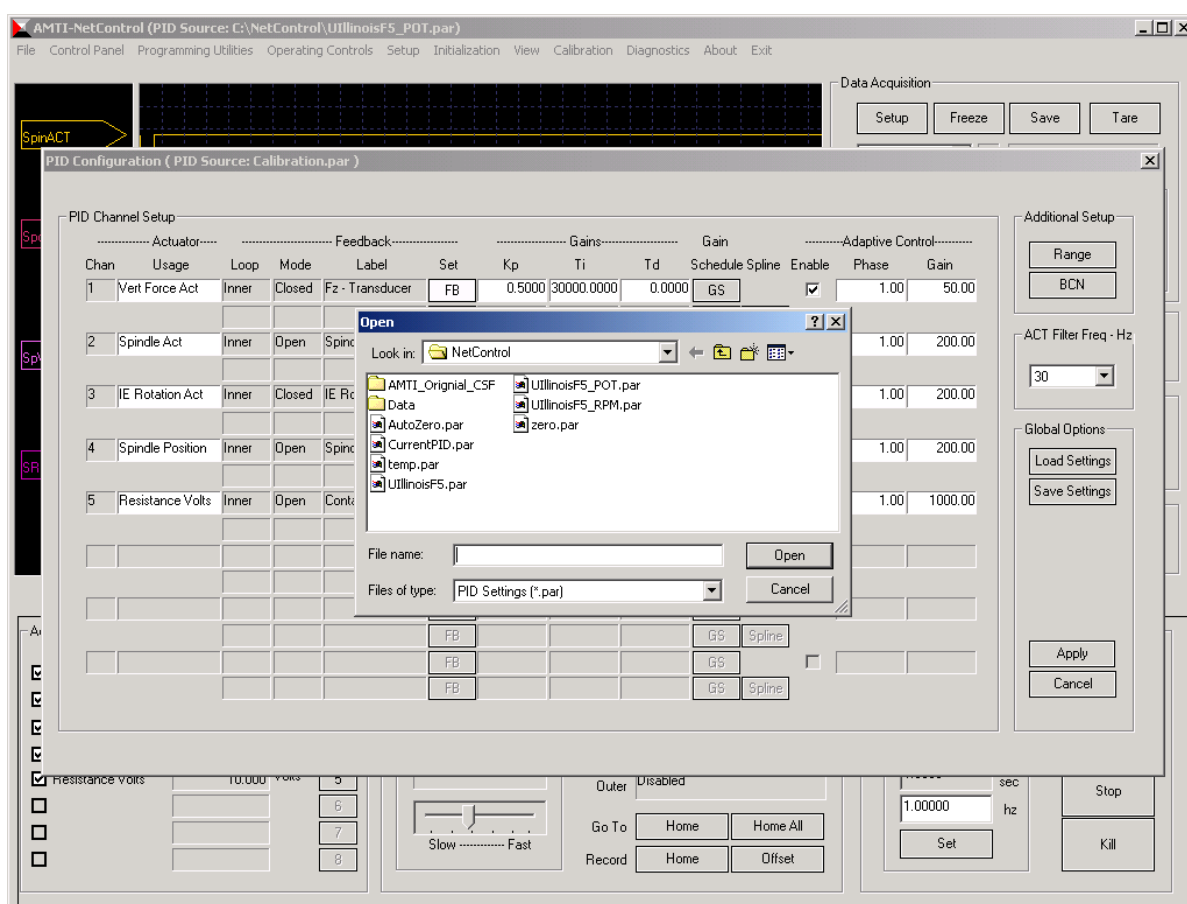 AMTI-NetControl (PID Source: C:\NetControl\UIllinoisF5_POT.par)
File Control Panel Programming Utilities Operating Controls Setup Initialization View Calibration Diagnostics About Exit
Data Acquisition
Setup Freeze Save Tare
SpinACT
PID Configuration ( PID Source: Calibration.par )
PID Channel Setup
Additional Setup
--------------- Actuator----- ---------------------- Feedback---------------- ----------------- Gains------------------- Gain ---------Adaptive Control---------
Chan Usage Loop Mode Label Set Kp Ti Td Schedule Spline Enable Phase Gain
Range
1 Vert Force Act Inner Closed Fz - Transducer FB 0.5000 30000.0000 0.0000 GS 1.00 50.00
BCN
Open
2 Spindle Act Inner Open 1.00 200.00
ACT Filter Freq - Hz
Look in: NetControl
30
AMTI_Orignial_CSF UIllinoisF5_POT.par
3 IE Rotation Act Inner Closed 1.00 200.00
Data UIllinoisF5_RPM.par
AutoZero.par zero.par
Global Options
CurrentPID.par
4 Spindle Position Inner Open 1.00 200.00
Load Settings
temp.par
UIllinoisF5.par
Save Settings
5 Resistance Volts Inner Open 1.00 1000.00
File name: Open
Files of type: PID Settings (*.par) Cancel
FB GS Spline
FB GS
Apply
FB GS Spline
Cancel
Resistance Volts 10.000 Volts 5
Outer Disabled
sec
Stop
6
1.00000 hz
7
Go To Home Home All
Slow ------------ Fast
Set
Kill
8
Record Home Offset